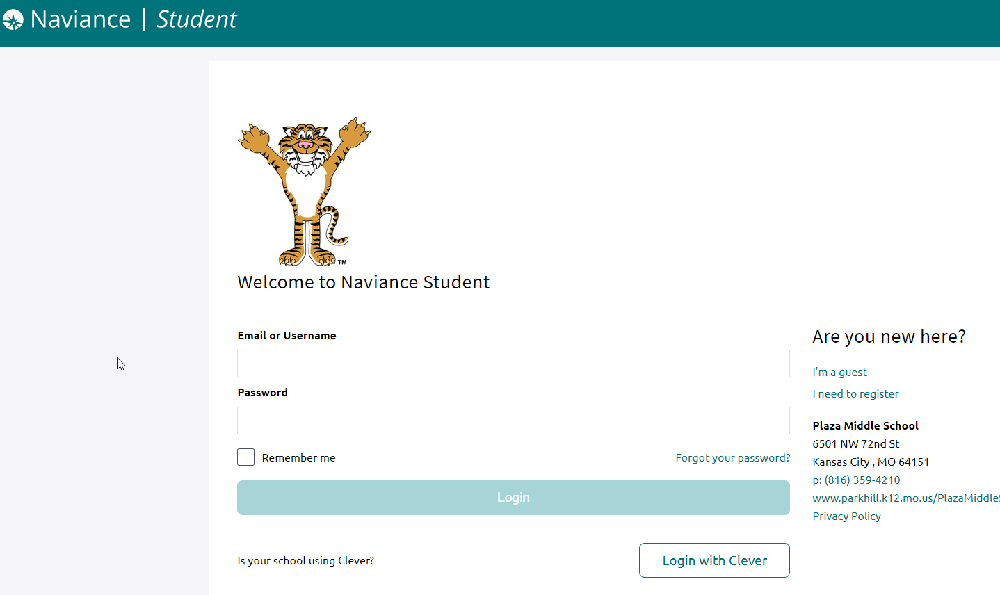 Naviance | Student
TM
Welcome to Naviance Student
Email or Username
Password
Remember me
Forgot your password?
Login
Is your school using Clever?
Login with Clever
Are you new here?
I'm a guest
I need to register
Plaza Middle School
6501 NW 72nd St
Kansas City , MO 64151
p: (816) 359-4210
www.parkhill.k12.mo.us/PlazaMiddle
Privacy Policy